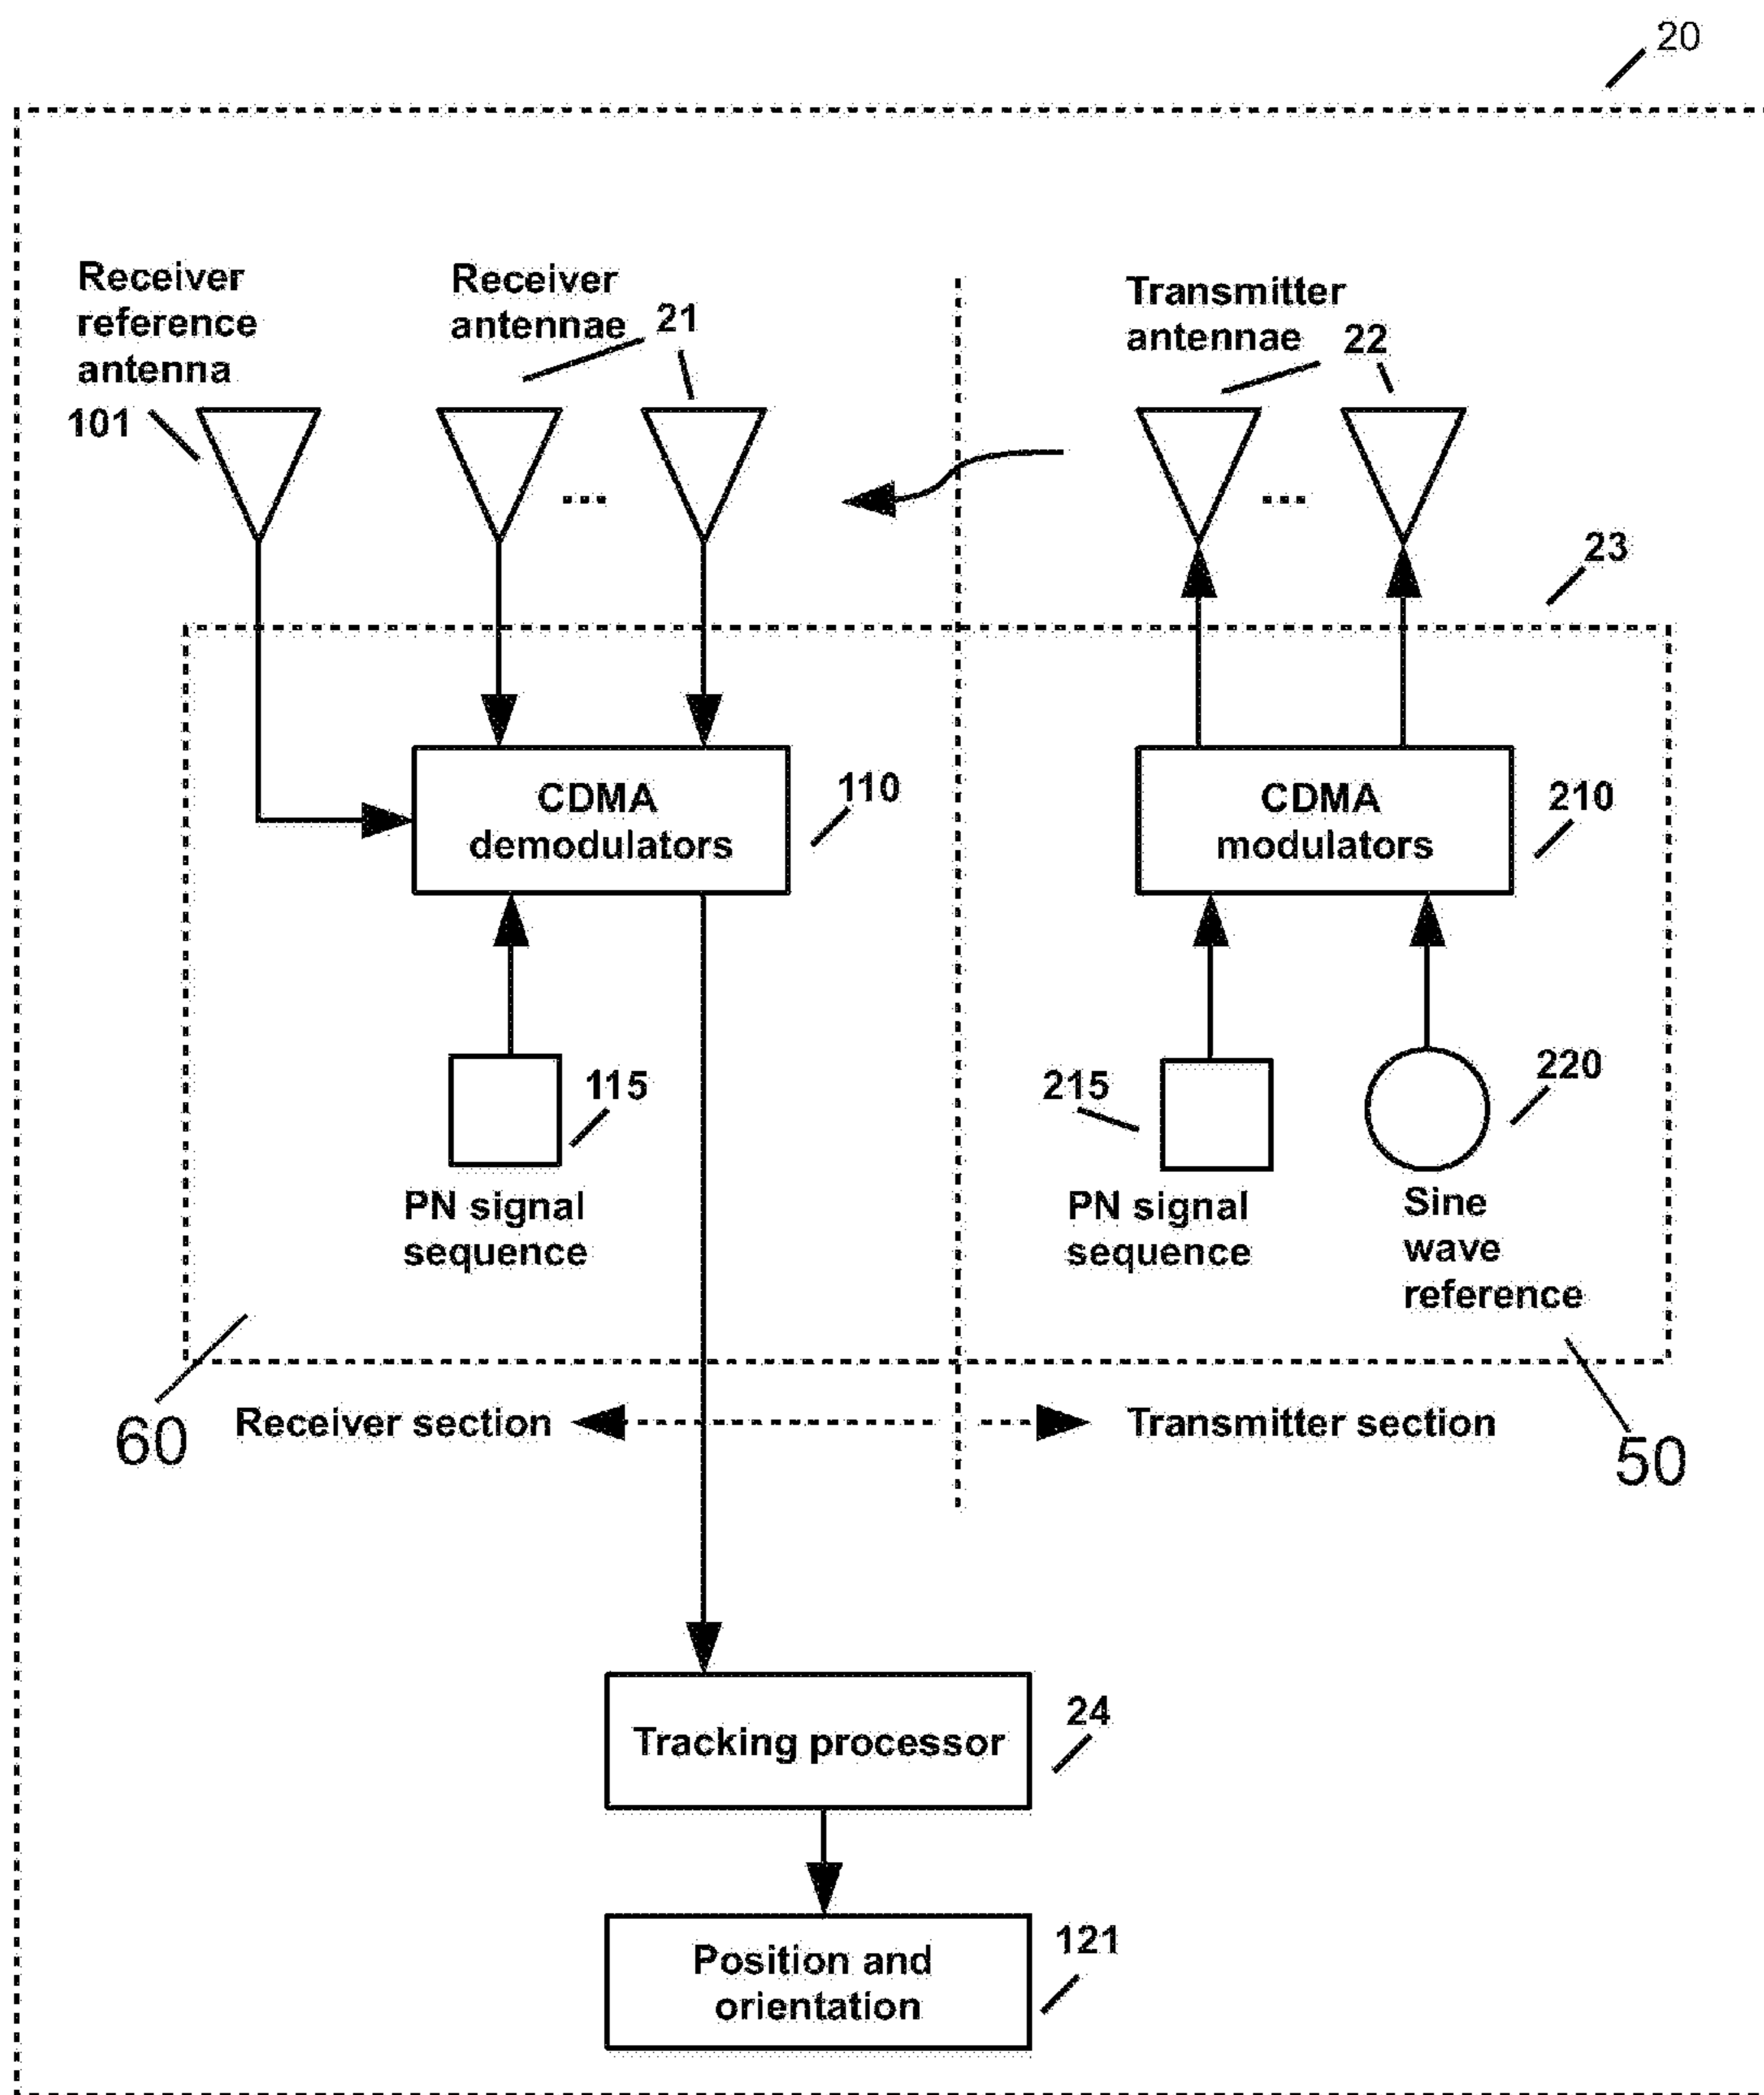 20
Receiver
reference
antenna
101
Receiver
antennae
21
Transmitter
antennae
22
...
...
23
CDMA
demodulators
110
CDMA
modulators
210
115
PN signal
sequence
215
PN signal
sequence
220
Sine
wave
reference
60
Receiver section
Transmitter section
50
Tracking processor
24
Position and
orientation
121